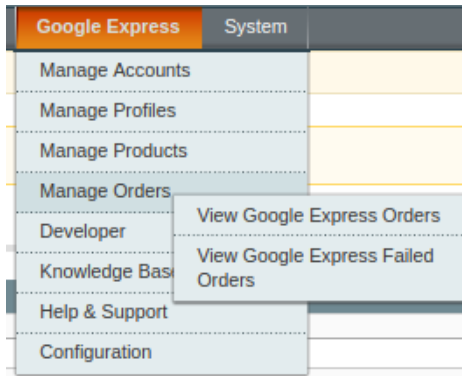 Google Express System
Manage Accounts
Manage Profiles
Manage Products
Manage Orders
View Google Express Orders
Developer
View Google Express Failed
Orders
Knowledge Base
Help & Support
Configuration